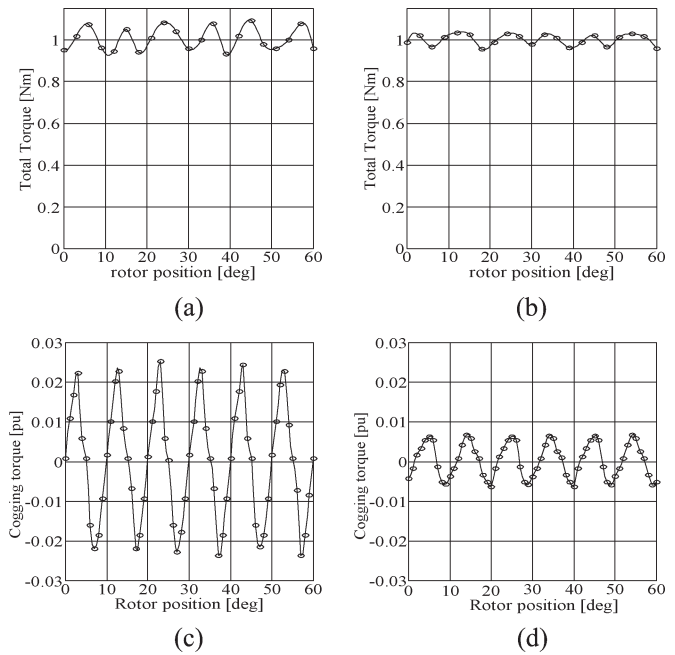 Total Torque [Nm]
1
0.8
0.6
0.4
0.2
0
0 10 20 30 40 50 60
rotor position [deg]
(a)
Total Torque [Nm]
1
0.8
0.6
0.4
0.2
0
0 10 20 30 40 50 60
rotor position [deg]
(b)
Cogging torque [pu]
0.03
0.02
0.01
0
-0.01
-0.02
-0.03
0 10 20 30 40 50 60
Rotor position [deg]
(c)
Cogging torque [pu]
0.03
0.02
0.01
0
-0.01
-0.02
-0.03
0 10 20 30 40 50 60
Rotor position [deg]
(d)